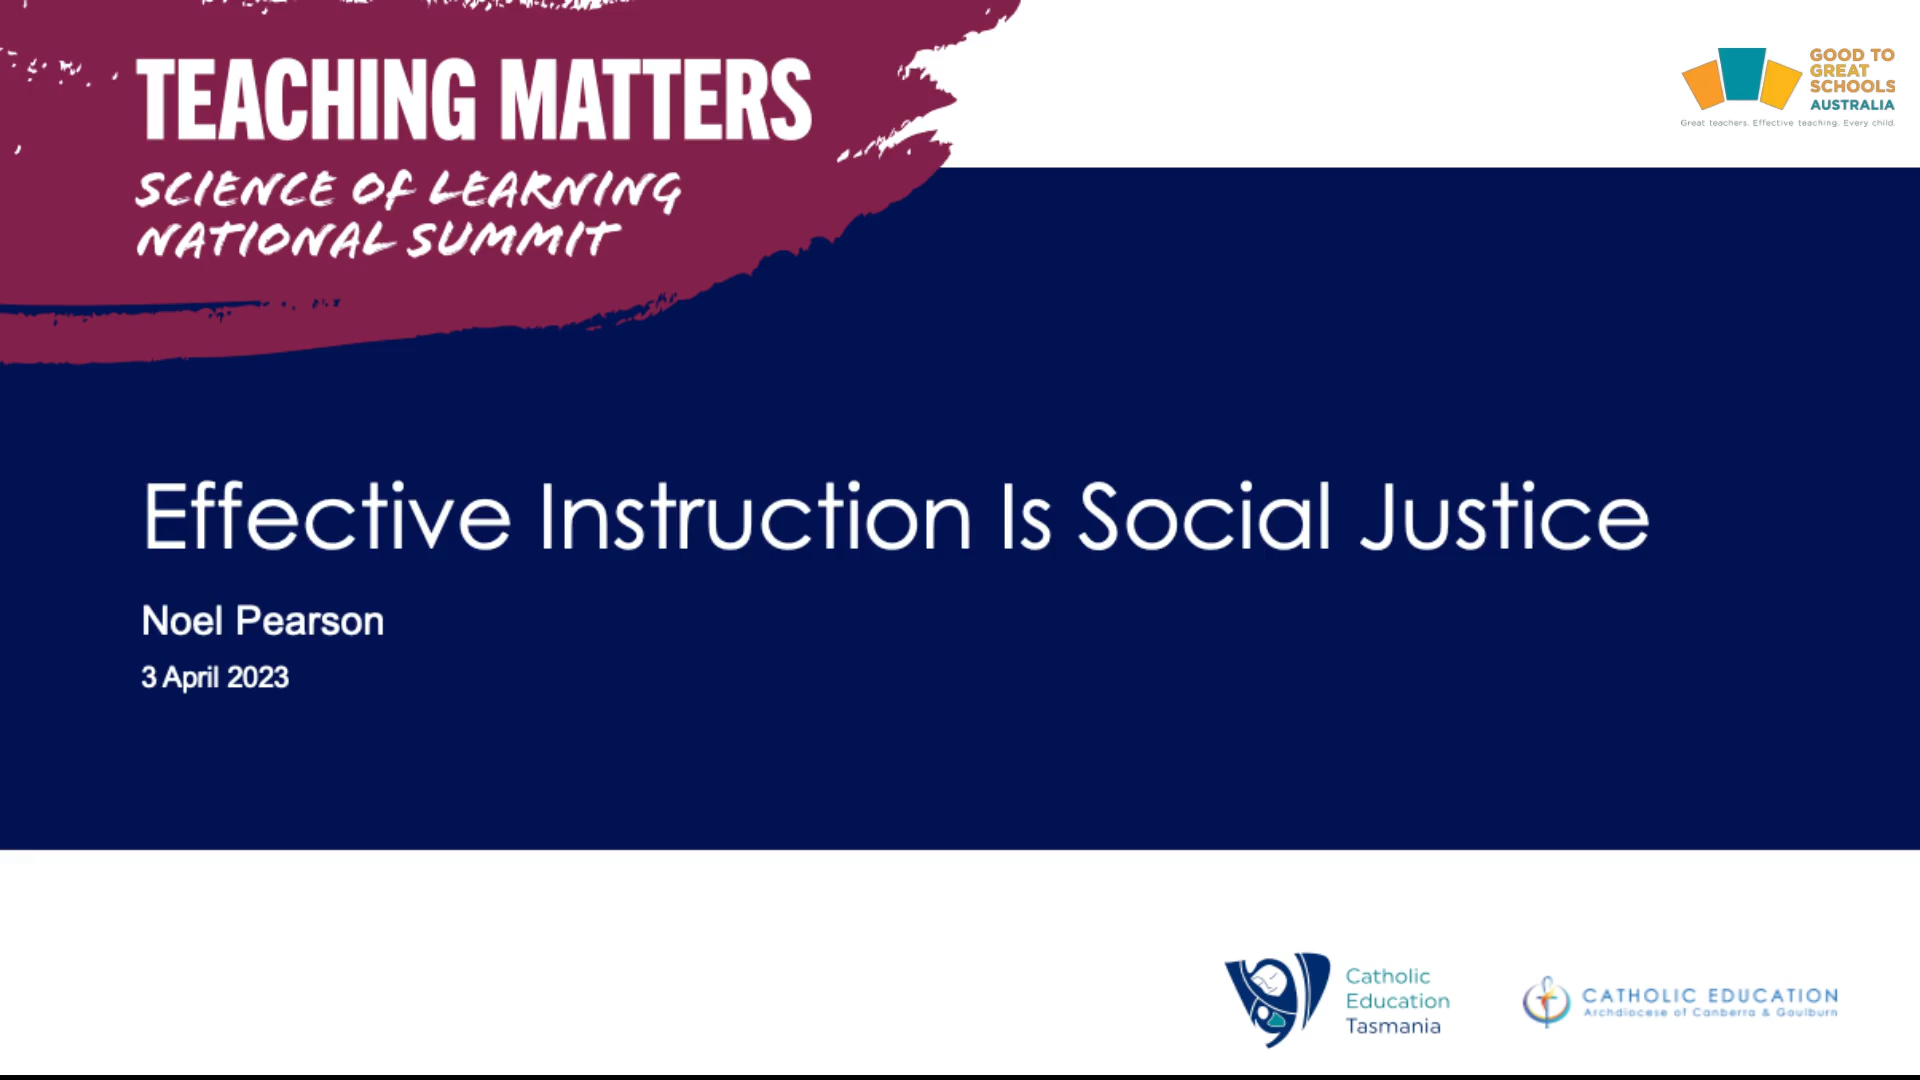 TEACHING MATTERS
SCIENCE OF LEARNING
NATIONAL SUMMIT
GOOD TO
GREAT
SCHOOLS
AUSTRALIA
Great teachers. Effective teaching. Every child.
Effective Instruction Is Social Justice
Noel Pearson
3 April 2023
Catholic
Education
Tasmania
CATHOLIC EDUCATION
Archdiocese of Canberra & Goulburn